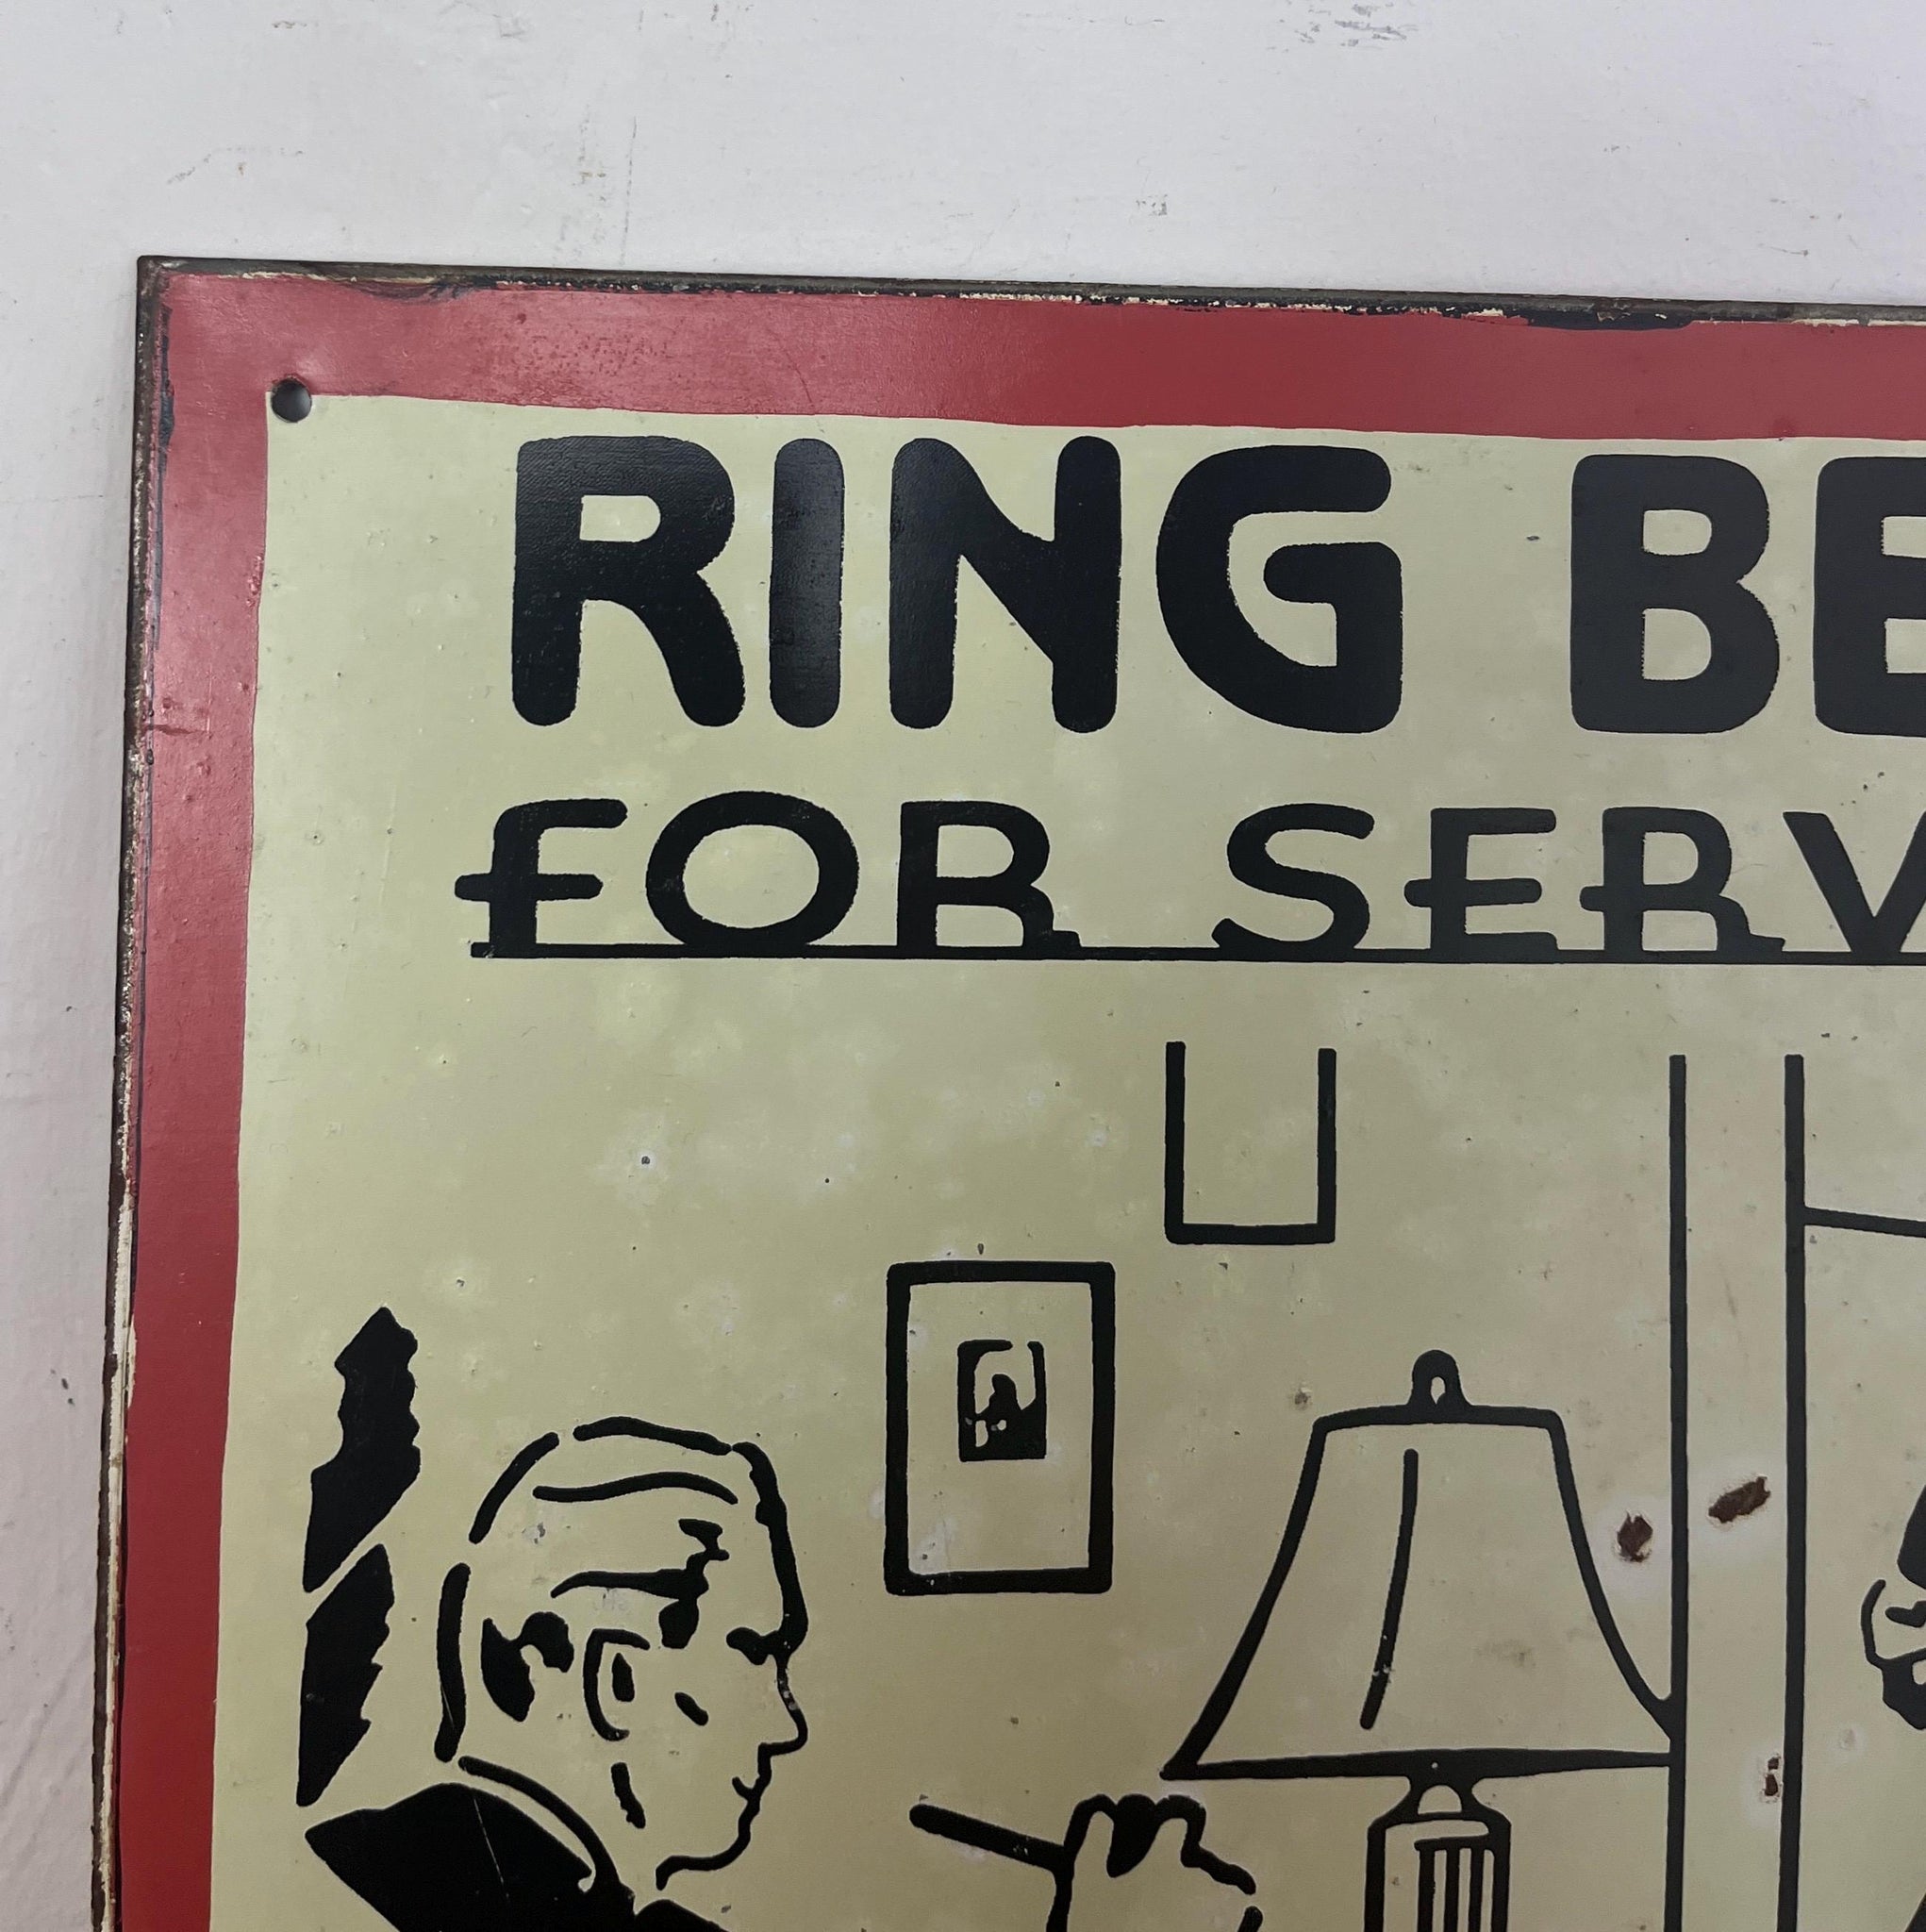 RING BE
FOR SERV